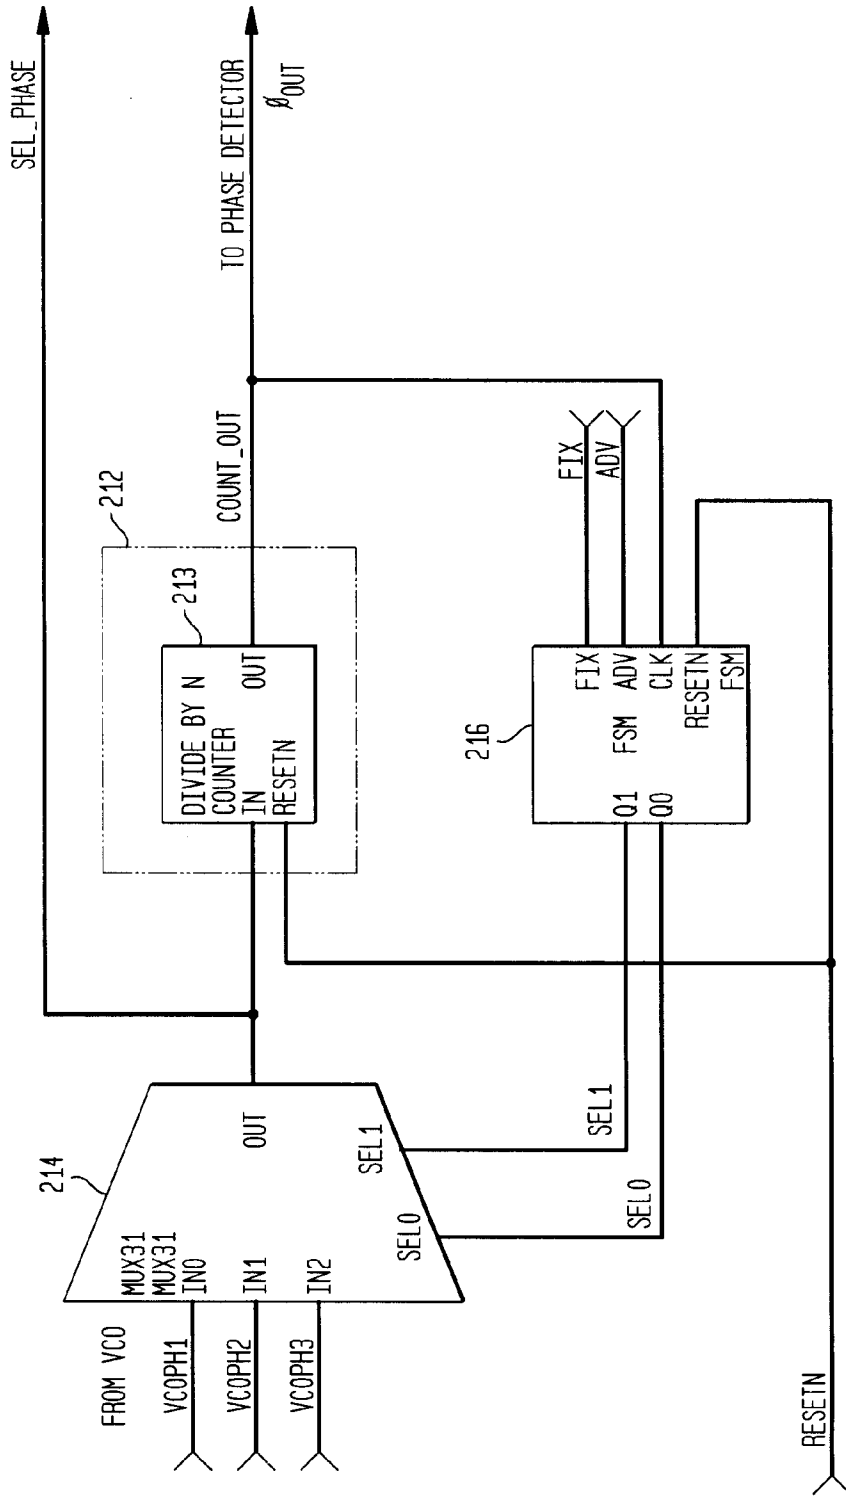 SEL_PHASE
TO PHASE DETECTOR
ØOUT
COUNT_OUT
212
213
DIVIDE BY N
COUNTER
IN
OUT
RESETN
214
MUX31
MUX31
IN0
IN1
IN2
OUT
SEL1
SEL0
FROM VCO
VCOPH1
VCOPH2
VCOPH3
SEL1
SEL0
216
FIX
ADV
FIX
Q1
FSM
ADV
Q0
CLK
RESETN
FSM
RESETN